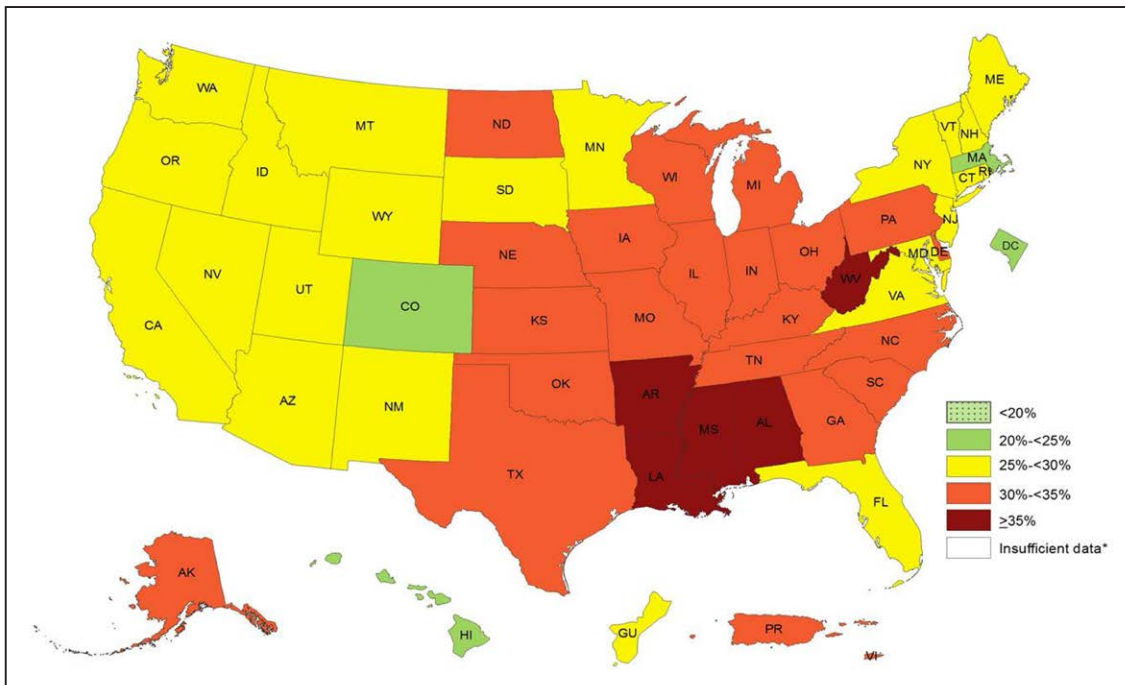 ME
WA
MT
ND
VT
NH
MN
OR
NY
MA
WI
ID
SD
MI
CT
RI
WY
PA
NJ
IA
NE
OH
DC
MD
DE
NV
IL
IN
WV
UT
CO
VA
KS
MO
KY
CA
NC
TN
OK
SC
AZ
NM
AR
GA
MS
AL
<20%
20%-<25%
25%-<30%
TX
LA
30%-<35%
FL
≥35%
Insufficient data*
AK
HI
GU
PR
VI